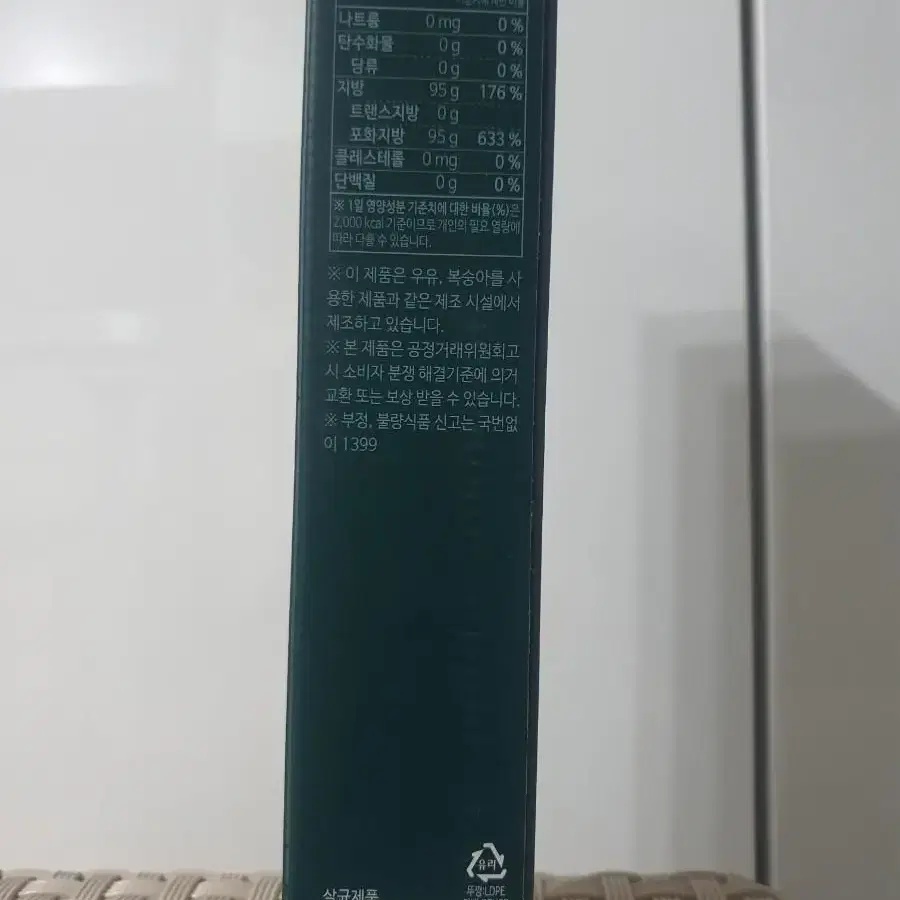 나트륨 0 mg 0 %
탄수화물 0 g 0 %
당류 0 g 0 %
지방 95 g 176 %
트랜스지방 0 g
포화지방 95 g 633 %
콜레스테롤 0 mg 0 %
단백질 0 g 0 %
※ 1일 영양성분 기준치에 대한 비율(%)은
2,000 kcal 기준이므로 개인의 필요 열량에
따라 다를 수 있습니다.
※ 이 제품은 우유, 복숭아를 사
용한 제품과 같은 제조 시설에서
제조하고 있습니다.
※ 본 제품은 공정거래위원회고
시 소비자 분쟁 해결기준에 의거
교환 또는 보상 받을 수 있습니다.
※ 부정, 불량식품 신고는 국번없
이 1399
유리
뚜껑:LDPE
살균제품